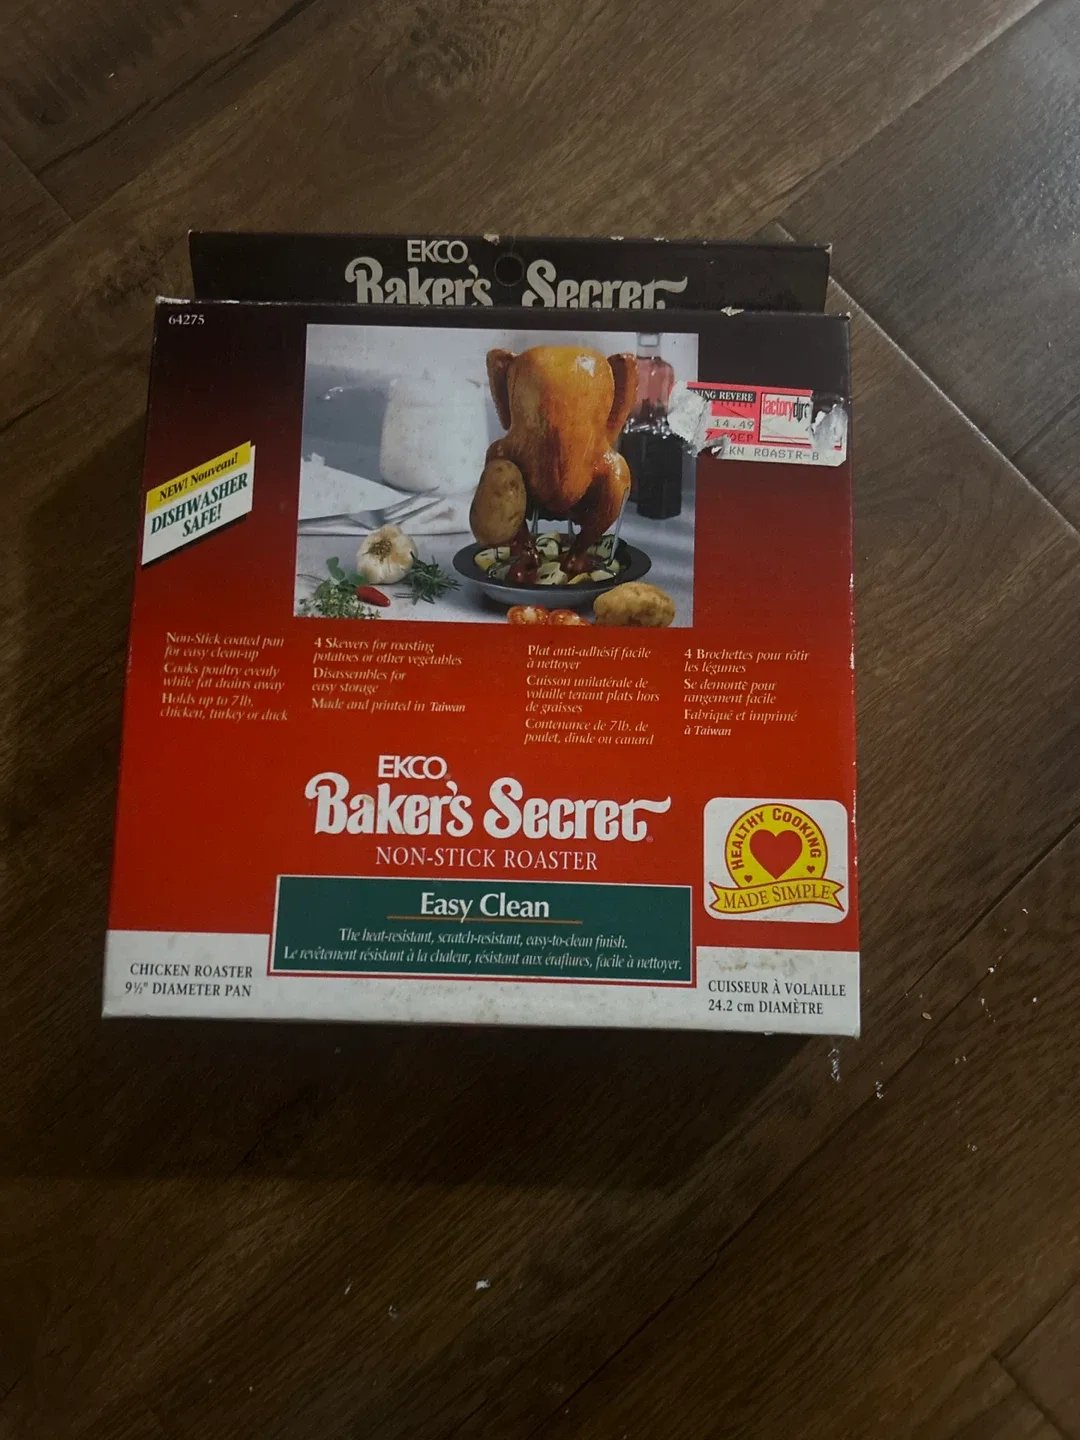 EKCO
Baker's Secret
64275
NING REVERE
factory
14.49
KN ROASTR-B
NEW! Nouveau!
DISHWASHER
SAFE!
Non-Stick coated pan
for easy clean-up
Cooks poultry evenly
while fat drains away
Holds up to 7 lb.
chicken, turkey or duck
4 Skewers for roasting
potatoes or other vegetables
Disassembles for
easy storage
Made and printed in Taiwan
Plat anti-adhésif facile
à nettoyer
Cuisson unilatérale de
volaille tenant plats hors
de graisses
Contenance de 7lb. de
poulet, dinde ou canard
4 Brochettes pour rôtir
les légumes
Se demonte pour
rangement facile
Fabriqué et imprimé
à Taiwan
EKCO
Baker's Secret
NON-STICK ROASTER
HEALTHY COOKING
MADE SIMPLE
Easy Clean
The heat-resistant, scratch-resistant, easy-to-clean finish.
Le revêtement résistant à la chaleur, résistant aux éraflures, facile à nettoyer.
CHICKEN ROASTER
9½" DIAMETER PAN
CUISSEUR À VOLAILLE
24.2 cm DIAMÈTRE